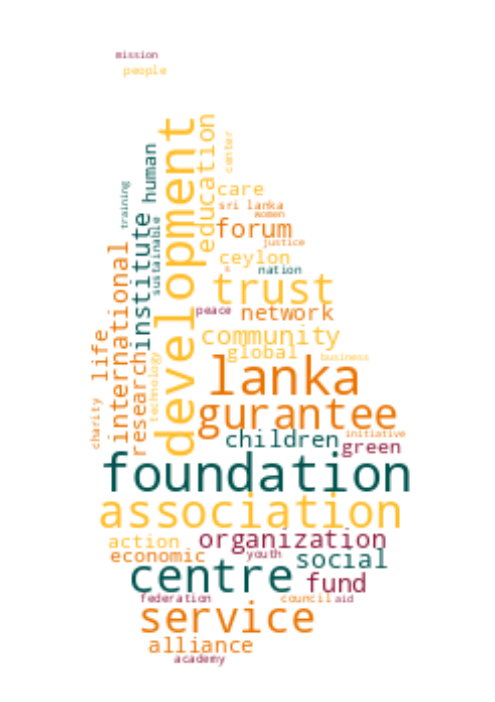 mission
people
development
education
center
human
training
institute
sustainable
care
sri lanka
women
forum
justice
ceylon
s
nation
international
trust
peace
network
community
global
business
life
research
technology
charity
lanka
gurantee
children
initiative
green
foundation
association
action
organization
economic
youth
social
centre
fund
federation
council
aid
service
alliance
academy